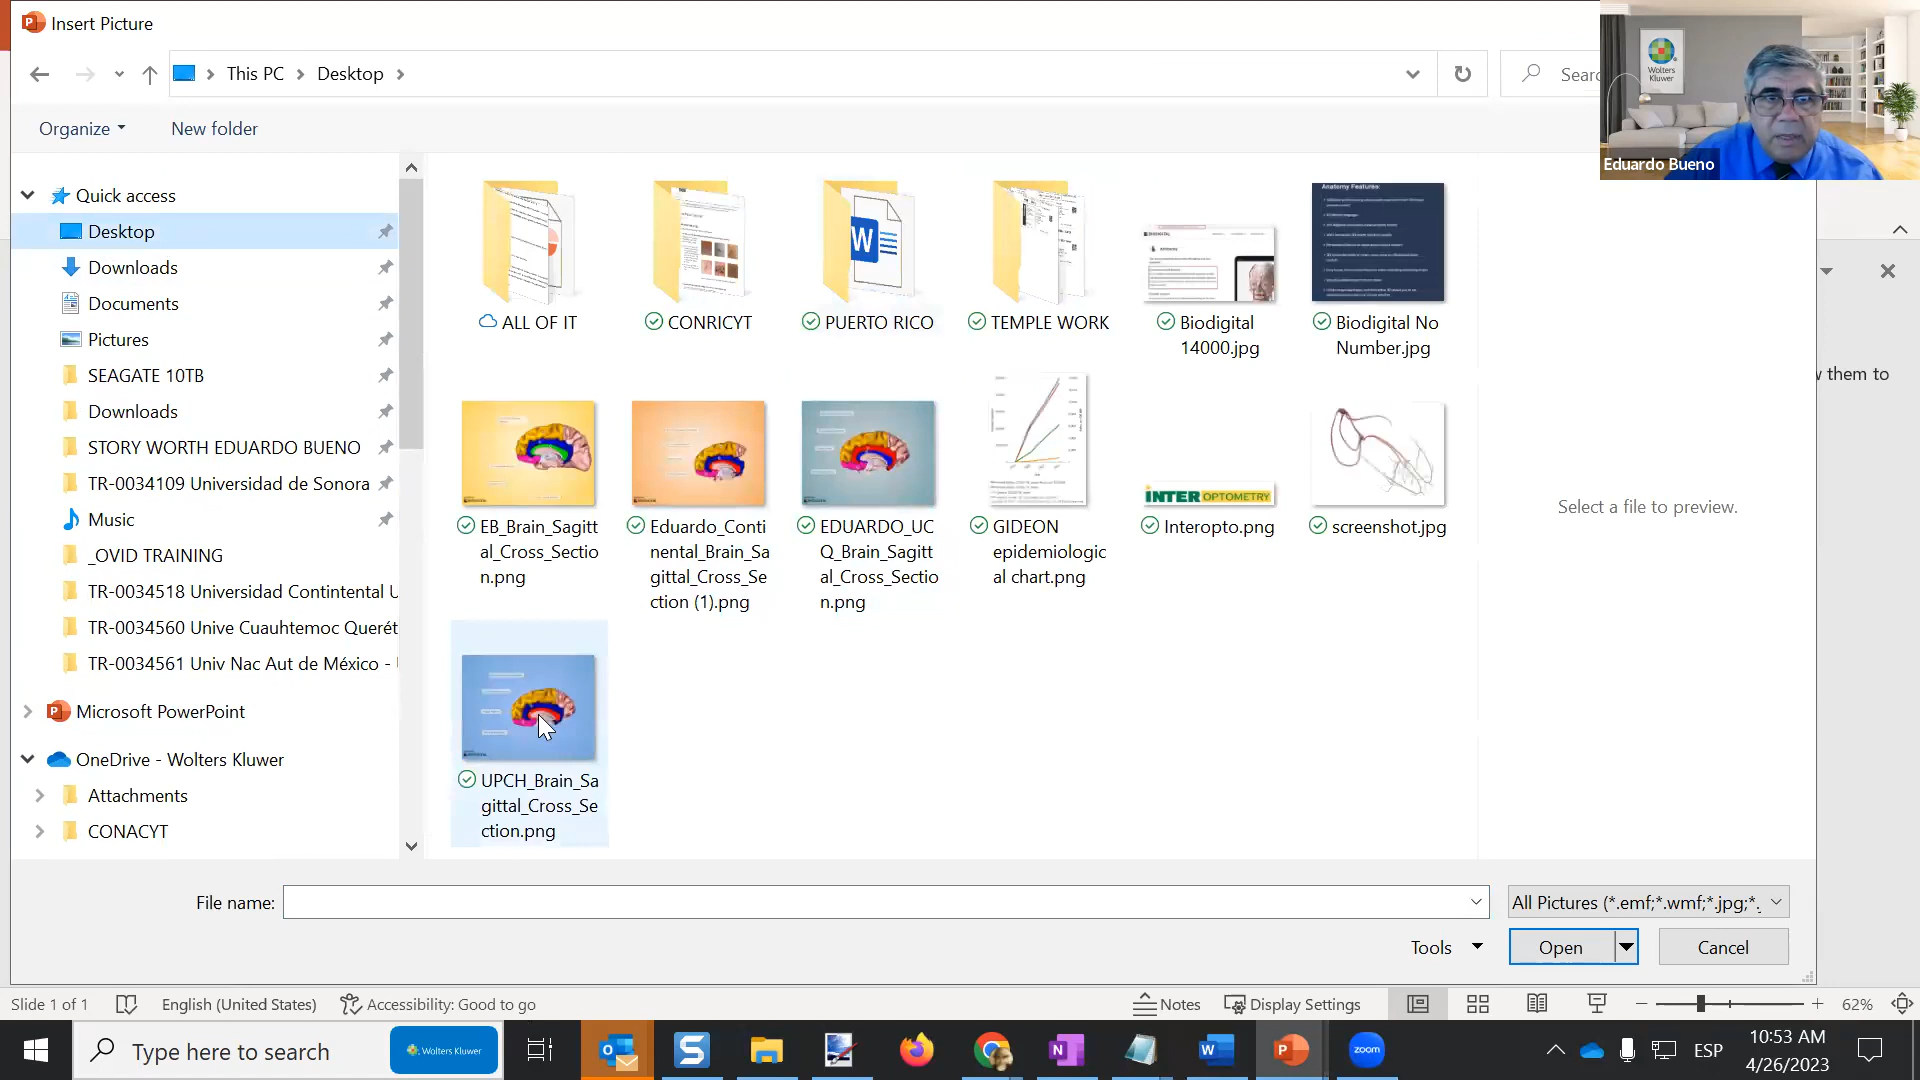 Insert Picture
This PC
Desktop
Sear
Organize
New folder
Wolters
Kluwer
Eduardo Bueno
Quick access
Desktop
Downloads
Documents
Pictures
SEAGATE 10TB
Downloads
STORY WORTH EDUARDO BUENO
TR-0034109 Universidad de Sonora
Music
_OVID TRAINING
TR-0034518 Universidad Contintental U
TR-0034560 Unive Cuauhtemoc Querét
TR-0034561 Univ Nac Aut de México -
Microsoft PowerPoint
OneDrive - Wolters Kluwer
Attachments
CONACYT
ALL OF IT
CONRICYT
PUERTO RICO
TEMPLE WORK
Biodigital
14000.jpg
Anatomy Features:
Biodigital No
Number.jpg
EB_Brain_Sagitt
al_Cross_Sectio
n.png
Eduardo_Conti
nental_Brain_Sa
gittal_Cross_Se
ction (1).png
EDUARDO_UC
Q_Brain_Sagitt
al_Cross_Sectio
n.png
GIDEON
epidemiologic
al chart.png
INTEROPTOMETRY
Interopto.png
screenshot.jpg
UPCH_Brain_Sa
gittal_Cross_Se
ction.png
w them to
Select a file to preview.
File name:
All Pictures (*.emf;*.wmf;*.jpg;*.
Tools
Open
Cancel
Slide 1 of 1
English (United States)
Accessibility: Good to go
Notes
Display Settings
62%
Type here to search
Wolters Kluwer
zoom
ESP
10:53 AM
4/26/2023